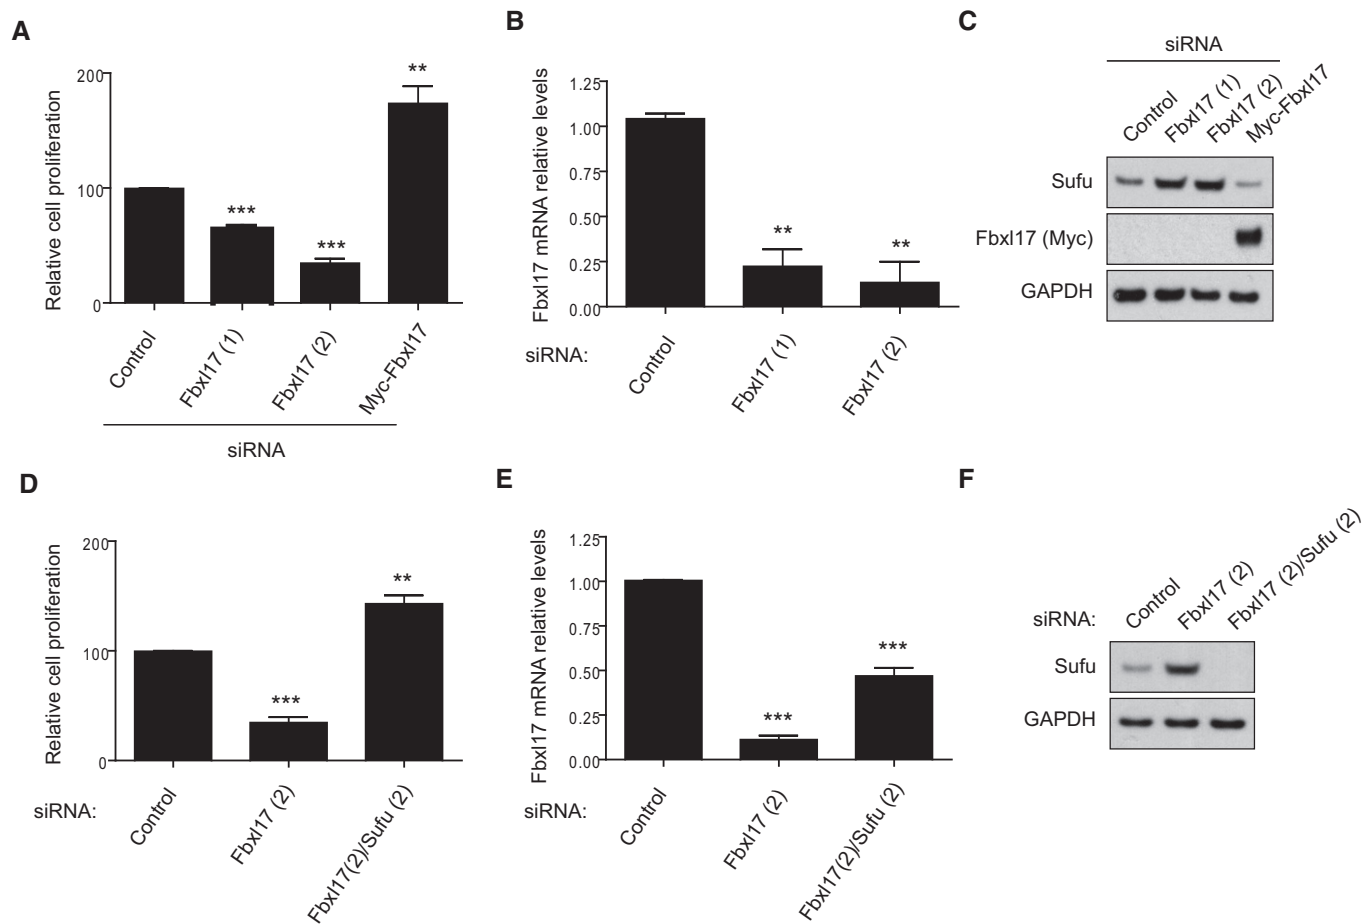 A
Relative cell proliferation
200
100
0
**
***
***
Control
Fbxl17 (1)
Fbxl17 (2)
Myc-Fbxl17
siRNA
B
Fbxl17 mRNA relative levels
1.25
1.00
0.75
0.50
0.25
0.00
**
**
siRNA:
Control
Fbxl17 (1)
Fbxl17 (2)
C
siRNA
Control
Fbxl17 (1)
Fbxl17 (2)
Myc-Fbxl17
Sufu
Fbxl17 (Myc)
GAPDH
D
Relative cell proliferation
200
100
0
**
***
siRNA:
Control
Fbxl17 (2)
Fbxl17(2)/Sufu (2)
E
Fbxl17 mRNA relative levels
1.25
1.00
0.75
0.50
0.25
0.00
***
***
siRNA:
Control
Fbxl17 (2)
Fbxl17(2)/Sufu (2)
F
siRNA:
Control
Fbxl17 (2)
Fbxl17 (2)/Sufu (2)
Sufu
GAPDH